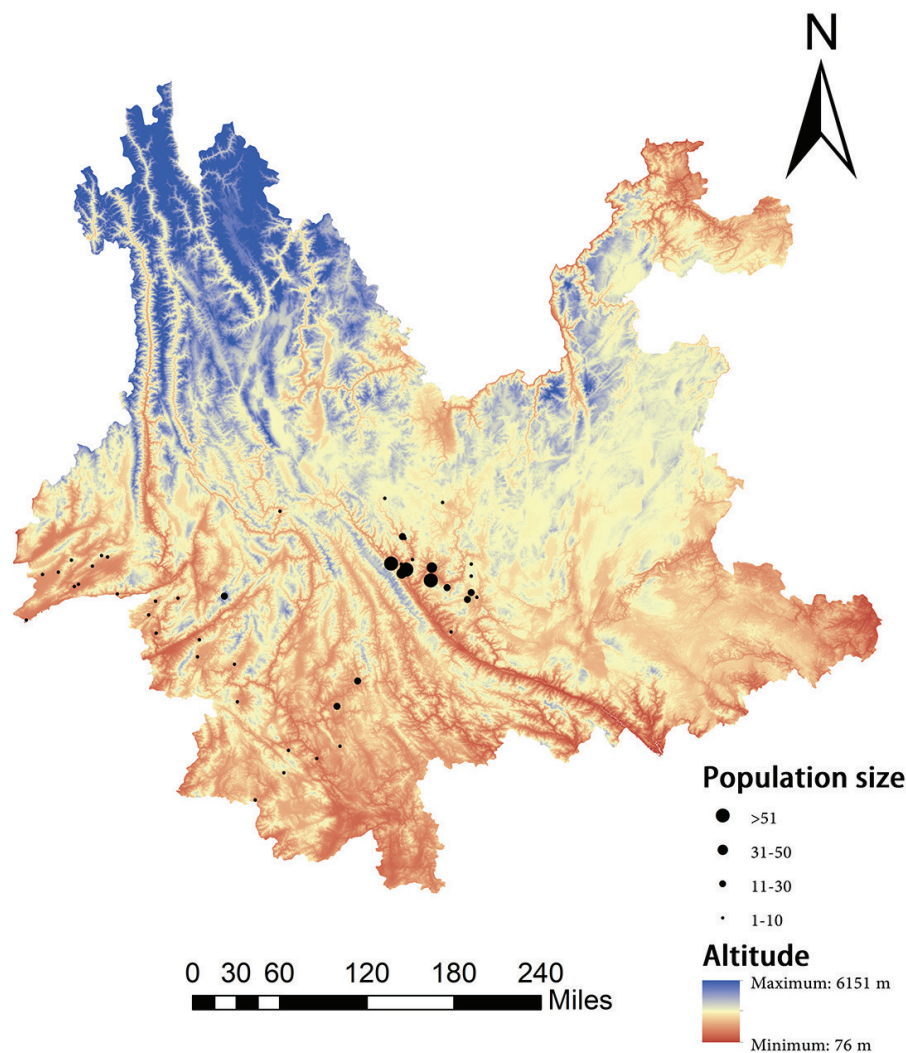 N
Population size
>51
31-50
11-30
1-10
0 30 60 120 180 240
Miles
Altitude
Maximum: 6151 m
Minimum: 76 m